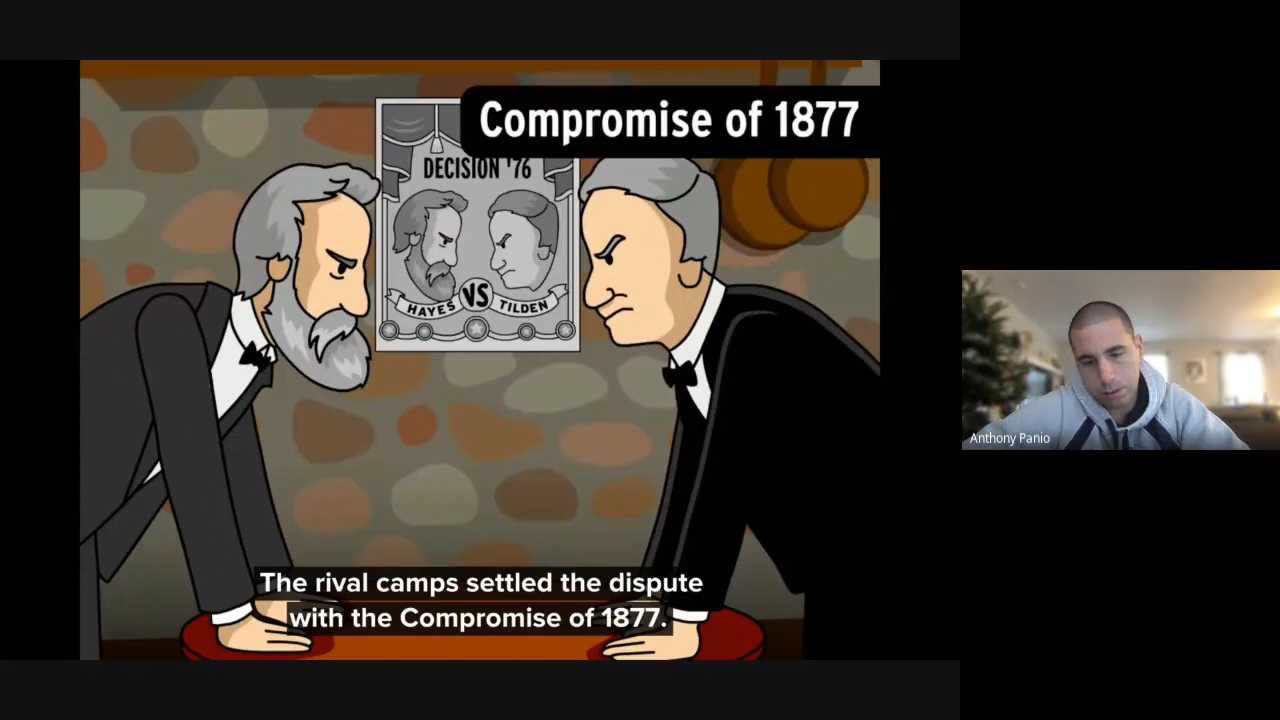 Compromise of 1877
DECISION '76
HAYES VS TILDEN
The rival camps settled the dispute
with the Compromise of 1877.
Anthony Panio